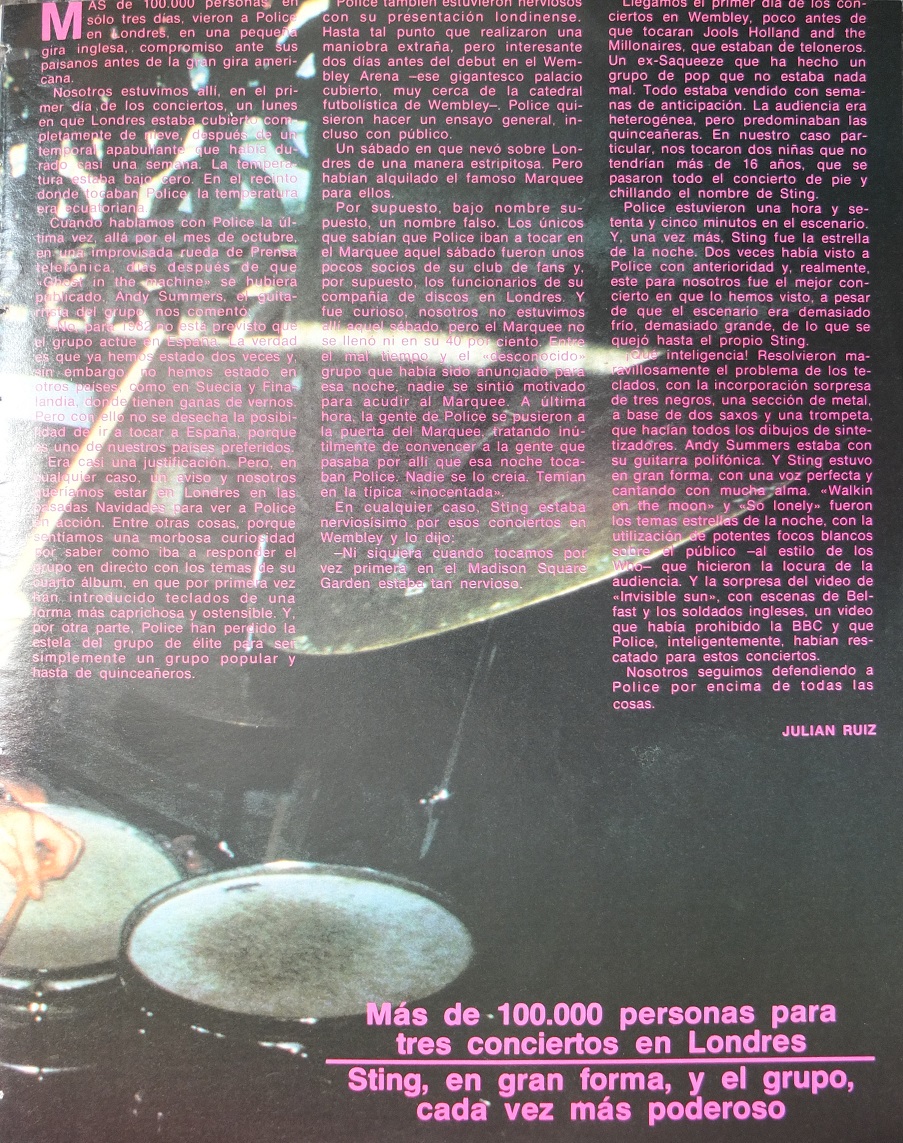 MAS de 100.000 personas, en
sólo tres días, vieron a Police
en Londres, en una pequeña
gira inglesa, compromiso ante sus
paisanos antes de la gran gira ameri-
cana.
Nosotros estuvimos allí, en el pri-
mer día de los conciertos, un lunes
en que Londres estaba cubierto com-
pletamente de nieve, después de un
temporal apabullante que había du-
rado casi una semana. La tempera-
tura estaba bajo cero. En el recinto
donde tocaban Police, la temperatura
era ecuatoriana.
Cuando hablamos con Police la úl-
tima vez, allá por el mes de octubre,
en una improvisada rueda de Prensa
telefónica, días después de que
«Ghost in the machine» se hubiera
publicado, Andy Summers, el guita-
rrista del grupo, nos comentó:
–No, para 1982 no está previsto que
el grupo actúe en España. La verdad
es que ya hemos estado dos veces y,
sin embargo, no hemos estado en
otros países, como en Suecia y Fina-
landia, donde tienen ganas de vernos.
Pero con ello no se desecha la posibi-
lidad de ir a tocar a España, porque
es uno de nuestros países preferidos.
Era casi una justificación. Pero, en
cualquier caso, un aviso y nosotros
queríamos estar en Londres en las
pasadas Navidades para ver a Police
en acción. Entre otras cosas, porque
sentíamos una morbosa curiosidad
por saber cómo iba a responder el
grupo en directo con los temas de su
cuarto álbum, en que por primera vez
han introducido teclados de una
forma más caprichosa y ostensible. Y,
por otra parte, Police han perdido la
estela del grupo de élite para ser
simplemente un grupo popular y
hasta de quinceañeros.
Police también estuvieron nerviosos
con su presentación londinense.
Hasta tal punto que realizaron una
maniobra extraña, pero interesante
dos días antes del debut en el Wem-
bley Arena –ese gigantesco palacio
cubierto, muy cerca de la catedral
futbolística de Wembley–. Police qui-
sieron hacer un ensayo general, in-
cluso con público.
Un sábado en que nevó sobre Lon-
dres de una manera estripitosa. Pero
habían alquilado el famoso Marquee
para ellos.
Por supuesto, bajo nombre su-
puesto, un nombre falso. Los únicos
que sabían que Police iban a tocar en
el Marquee aquel sábado fueron unos
pocos socios de su club de fans y,
por supuesto, los funcionarios de su
compañía de discos en Londres. Y
fue curioso, nosotros no estuvimos
allí aquel sábado, pero el Marquee no
se llenó ni en su 40 por ciento. Entre
el mal tiempo y el «desconocido»
grupo que había sido anunciado para
esa noche, nadie se sintió motivado
para acudir al Marquee. A última
hora, la gente de Police se pusieron a
la puerta del Marquee, tratando inú-
tilmente de convencer a la gente que
pasaba por allí que esa noche toca-
ban Police. Nadie se lo creía. Temían
en la típica «inocentada».
En cualquier caso, Sting estaba
nerviosísimo por esos conciertos en
Wembley y lo dijo:
–Ni siquiera cuando tocamos por
vez primera en el Madison Square
Garden estaba tan nervioso.
Llegamos el primer día de los con-
ciertos en Wembley, poco antes de
que tocaran Jools Holland and the
Millonaires, que estaban de teloneros.
Un ex-Saqueeze que ha hecho un
grupo de pop que no estaba nada
mal. Todo estaba vendido con sema-
nas de anticipación. La audiencia era
heterogénea, pero predominaban las
quinceañeras. En nuestro caso par-
ticular, nos tocaron dos niñas que no
tendrían más de 16 años, que se
pasaron todo el concierto de pie y
chillando el nombre de Sting.
Police estuvieron una hora y se-
tenta y cinco minutos en el escenario.
Y, una vez más, Sting fue la estrella
de la noche. Dos veces había visto a
Police con anterioridad y, realmente,
este para nosotros fue el mejor con-
cierto en que lo hemos visto, a pesar
de que el escenario era demasiado
frío, demasiado grande, de lo que se
quejó hasta el propio Sting.
¡Qué inteligencia! Resolvieron ma-
ravillosamente el problema de los te-
clados, con la incorporación sorpresa
de tres negros, una sección de metal,
a base de dos saxos y una trompeta,
que hacían todos los dibujos de sinte-
tizadores. Andy Summers estaba con
su guitarra polifónica. Y Sting estuvo
en gran forma, con una voz perfecta y
cantando con mucha alma. «Walkin
on the moon» y «So lonely» fueron
los temas estrellas de la noche, con la
utilización de potentes focos blancos
sobre el público –al estilo de los
Who– que hicieron la locura de la
audiencia. Y la sorpresa del video de
«Invisible sun», con escenas de Bel-
fast y los soldados ingleses, un video
que había prohibido la BBC y que
Police, inteligentemente, habían res-
catado para estos conciertos.
Nosotros seguimos defendiendo a
Police por encima de todas las
cosas.
JULIAN RUIZ
Más de 100.000 personas para
tres conciertos en Londres
Sting, en gran forma, y el grupo,
cada vez más poderoso